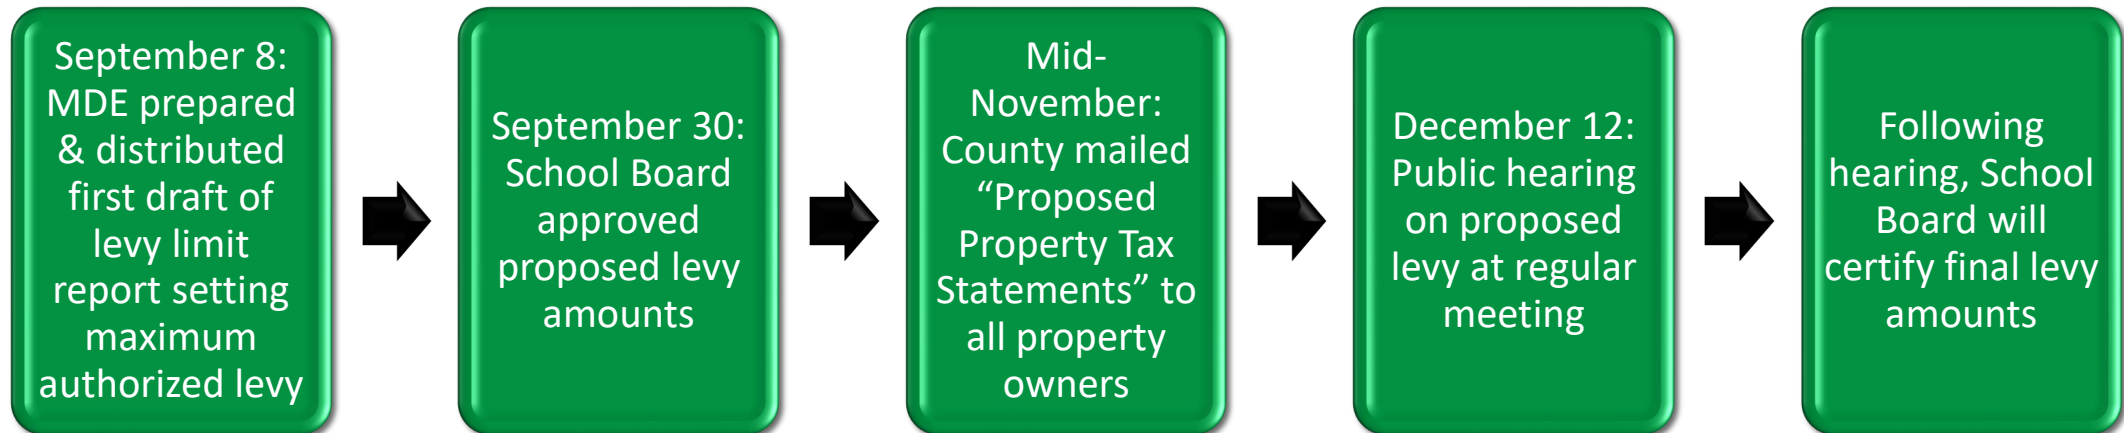 September 8:
MDE prepared
& distributed
first draft of
levy limit
report setting
maximum
authorized levy
September 30:
School Board
approved
proposed levy
amounts
Mid-
November:
County mailed
“Proposed
Property Tax
Statements” to
all property
owners
December 12:
Public hearing
on proposed
levy at regular
meeting
Following
hearing, School
Board will
certify final levy
amounts